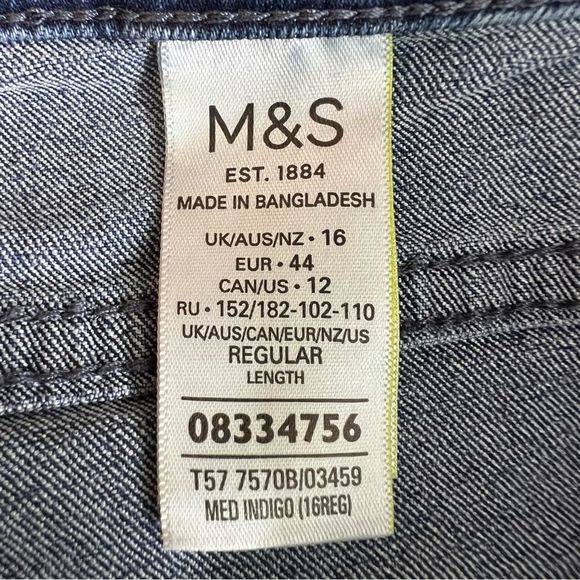 M&S
EST. 1884
MADE IN BANGLADESH
UK/AUS/NZ • 16
EUR • 44
CAN/US • 12
RU • 152/182-102-110
UK/AUS/CAN/EUR/NZ/US
REGULAR
LENGTH
08334756
T57 7570B/03459
MED INDIGO (16REG)